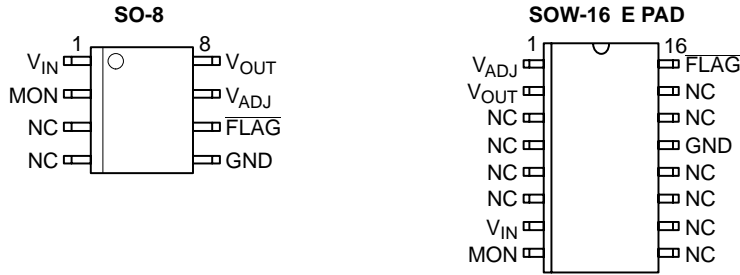 SO-8
1 8
VIN VOUT
MON VADJ
NC FLAG
NC GND
SOW-16 E PAD
1 16
VADJ FLAG
VOUT NC
NC NC
NC GND
NC NC
NC NC
VIN NC
MON NC